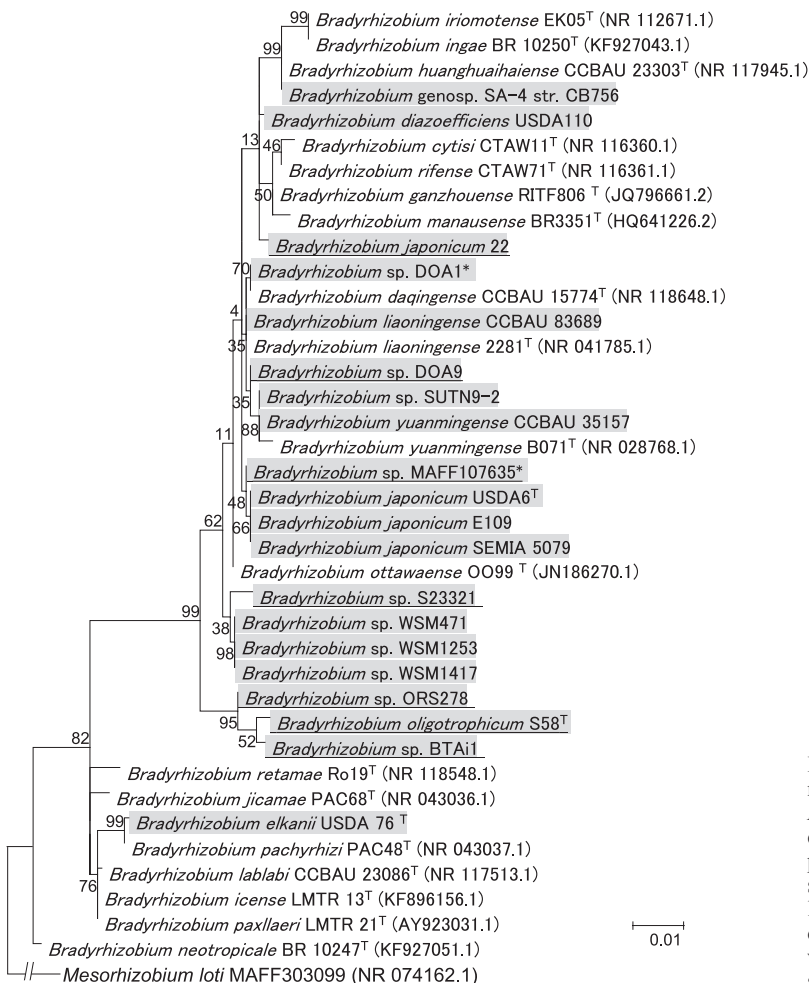 99 Bradyrhizobium iriomotense EK05ᵀ (NR 112671.1)
Bradyrhizobium ingae BR 10250ᵀ (KF927043.1)
99
Bradyrhizobium huanghuaihaiense CCBAU 23303ᵀ (NR 117945.1)
Bradyrhizobium genosp. SA-4 str. CB756
Bradyrhizobium diazoefficiens USDA110
13
46 Bradyrhizobium cytisi CTAW11ᵀ (NR 116360.1)
Bradyrhizobium rifense CTAW71ᵀ (NR 116361.1)
50 Bradyrhizobium ganzhouense RITF806 ᵀ (JQ796661.2)
Bradyrhizobium manausense BR3351ᵀ (HQ641226.2)
Bradyrhizobium japonicum 22
70 Bradyrhizobium sp. DOA1*
Bradyrhizobium daqingense CCBAU 15774ᵀ (NR 118648.1)
4
Bradyrhizobium liaoningense CCBAU 83689
35 Bradyrhizobium liaoningense 2281ᵀ (NR 041785.1)
Bradyrhizobium sp. DOA9
35 Bradyrhizobium sp. SUTN9-2
88 Bradyrhizobium yuanmingense CCBAU 35157
11 Bradyrhizobium yuanmingense B071ᵀ (NR 028768.1)
Bradyrhizobium sp. MAFF107635*
48 Bradyrhizobium japonicum USDA6ᵀ
62 66 Bradyrhizobium japonicum E109
Bradyrhizobium japonicum SEMIA 5079
Bradyrhizobium ottawaense OO99 ᵀ (JN186270.1)
99 Bradyrhizobium sp. S23321
38 Bradyrhizobium sp. WSM471
98 Bradyrhizobium sp. WSM1253
Bradyrhizobium sp. WSM1417
Bradyrhizobium sp. ORS278
95 Bradyrhizobium oligotrophicum S58ᵀ
82 52 Bradyrhizobium sp. BTAi1
Bradyrhizobium retamae Ro19ᵀ (NR 118548.1)
Bradyrhizobium jicamae PAC68ᵀ (NR 043036.1)
99 Bradyrhizobium elkanii USDA 76 ᵀ
Bradyrhizobium pachyrhizi PAC48ᵀ (NR 043037.1)
76 Bradyrhizobium lablabi CCBAU 23086ᵀ (NR 117513.1)
Bradyrhizobium icense LMTR 13ᵀ (KF896156.1)
Bradyrhizobium paxllaeri LMTR 21ᵀ (AY923031.1)
Bradyrhizobium neotropicale BR 10247ᵀ (KF927051.1)
Mesorhizobium loti MAFF303099 (NR 074162.1)
0.01